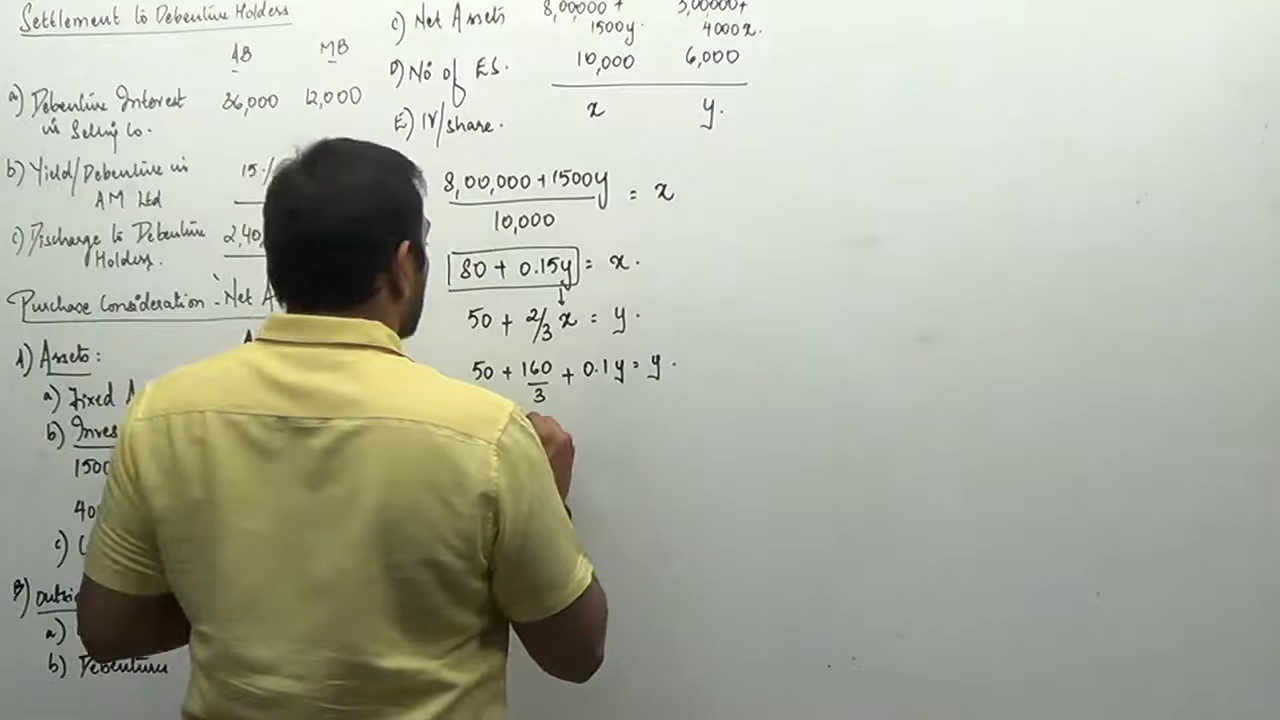 Settlement to Debenture Holders
AB MB
a) Debenture Interest 36,000 12,000
in Selling Co.
b) Yield/Debenture in 15%
AM Ltd
c) Discharge to Debenture 2,40,
Holders.
Purchase Consideration - Net A
A) Assets:
a) Fixed A
b) Inves
1500
400
c)
B) Outsi
a)
b) Debenture
c) Net Assets 8,00,000+ 3,00,000+
1500y. 4000x.
D) No of ES. 10,000 6,000
E) IV/share. x y.
8,00,000 + 1500y = x
10,000
80 + 0.15y = x.
50 + 2/3 x = y.
50 + 160 + 0.1y = y.
3